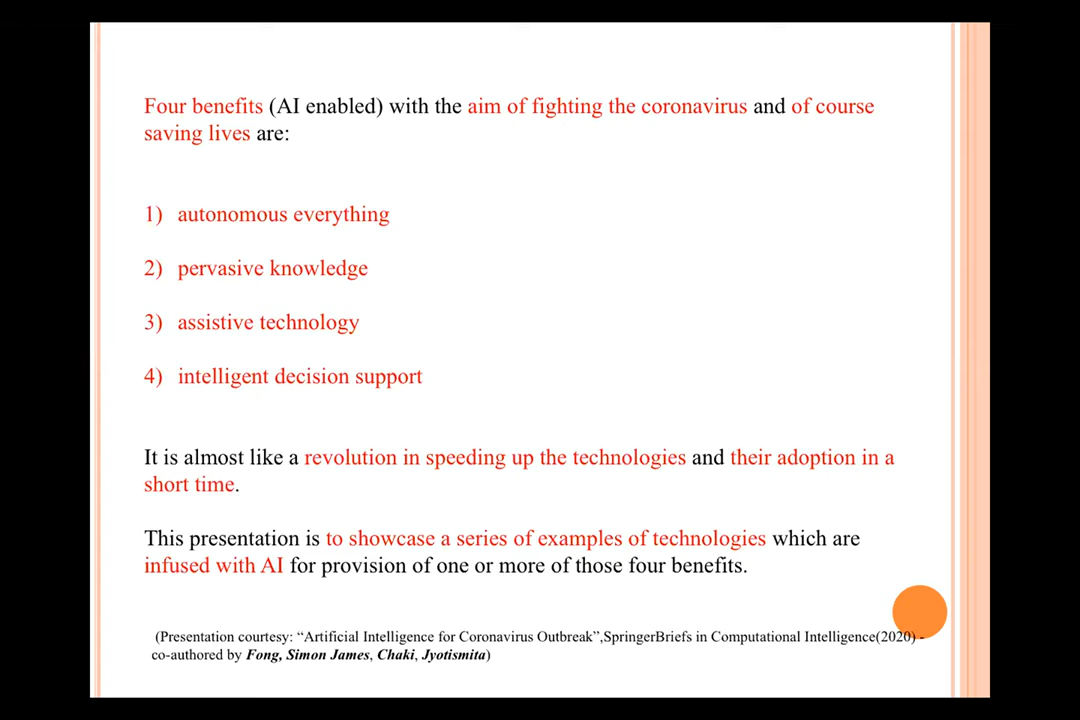 Four benefits (AI enabled) with the aim of fighting the coronavirus and of course
saving lives are:
1) autonomous everything
2) pervasive knowledge
3) assistive technology
4) intelligent decision support
It is almost like a revolution in speeding up the technologies and their adoption in a
short time.
This presentation is to showcase a series of examples of technologies which are
infused with AI for provision of one or more of those four benefits.
(Presentation courtesy: “Artificial Intelligence for Coronavirus Outbreak”,SpringerBriefs in Computational Intelligence(2020) -
co-authored by Fong, Simon James, Chaki, Jyotismita)